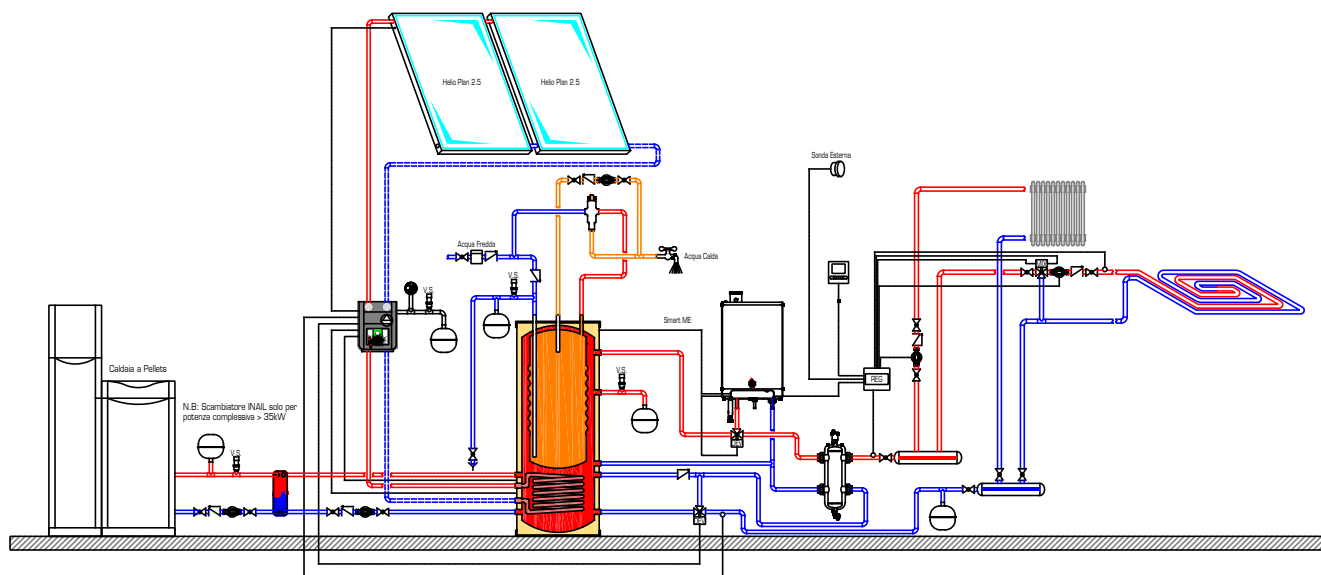 Helio Plan 2.5
Helio Plan 2.5
Sonda Esterna
Acqua Fredda
Acqua Calda
V.S.
V.S.
Smart ME
Caldaia a Pellets
V.S.
REG
N.B: Scambiatore INAIL solo per
potenza complessiva > 35kW
V.S.